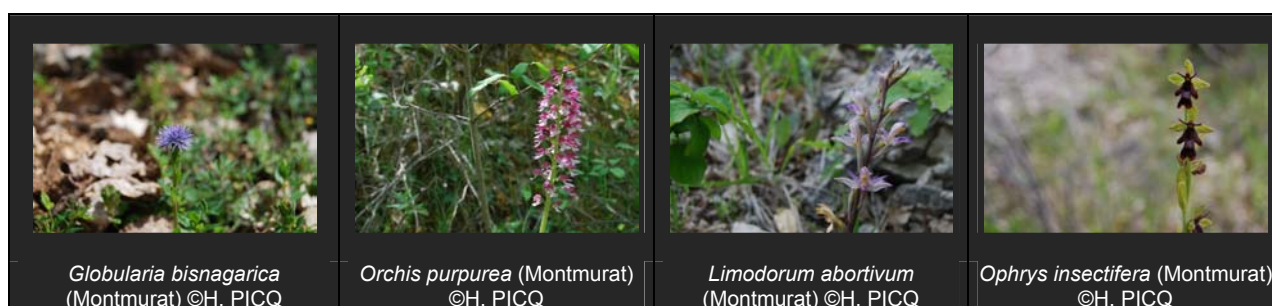 Globularia bisnagarica
(Montmurat) ©H. PICQ
Orchis purpurea (Montmurat)
©H. PICQ
Limodorum abortivum
(Montmurat) ©H. PICQ
Ophrys insectifera (Montmurat)
©H. PICQ